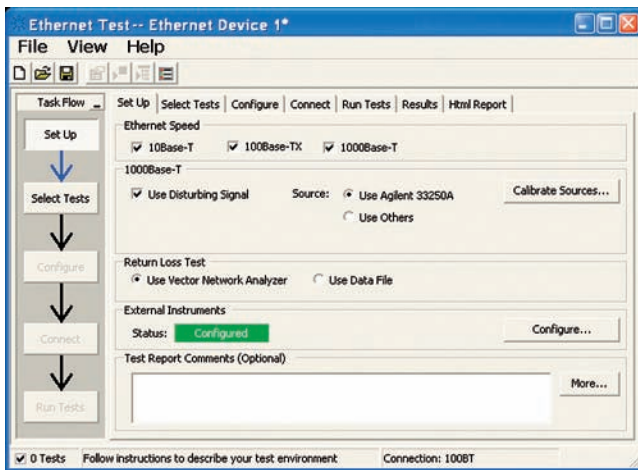 Ethernet Test -- Ethernet Device 1*
File View Help
Task Flow
Set Up
Select Tests
Configure
Connect
Run Tests
Set Up Select Tests Configure Connect Run Tests Results Html Report
Ethernet Speed
10Base-T 100Base-TX 1000Base-T
1000Base-T
Use Disturbing Signal Source: Use Agilent 33250A Calibrate Sources...
Use Others
Return Loss Test
Use Vector Network Analyzer Use Data File
External Instruments
Status: Configured Configure...
Test Report Comments (Optional)
More...
0 Tests Follow instructions to describe your test environment Connection: 100BT